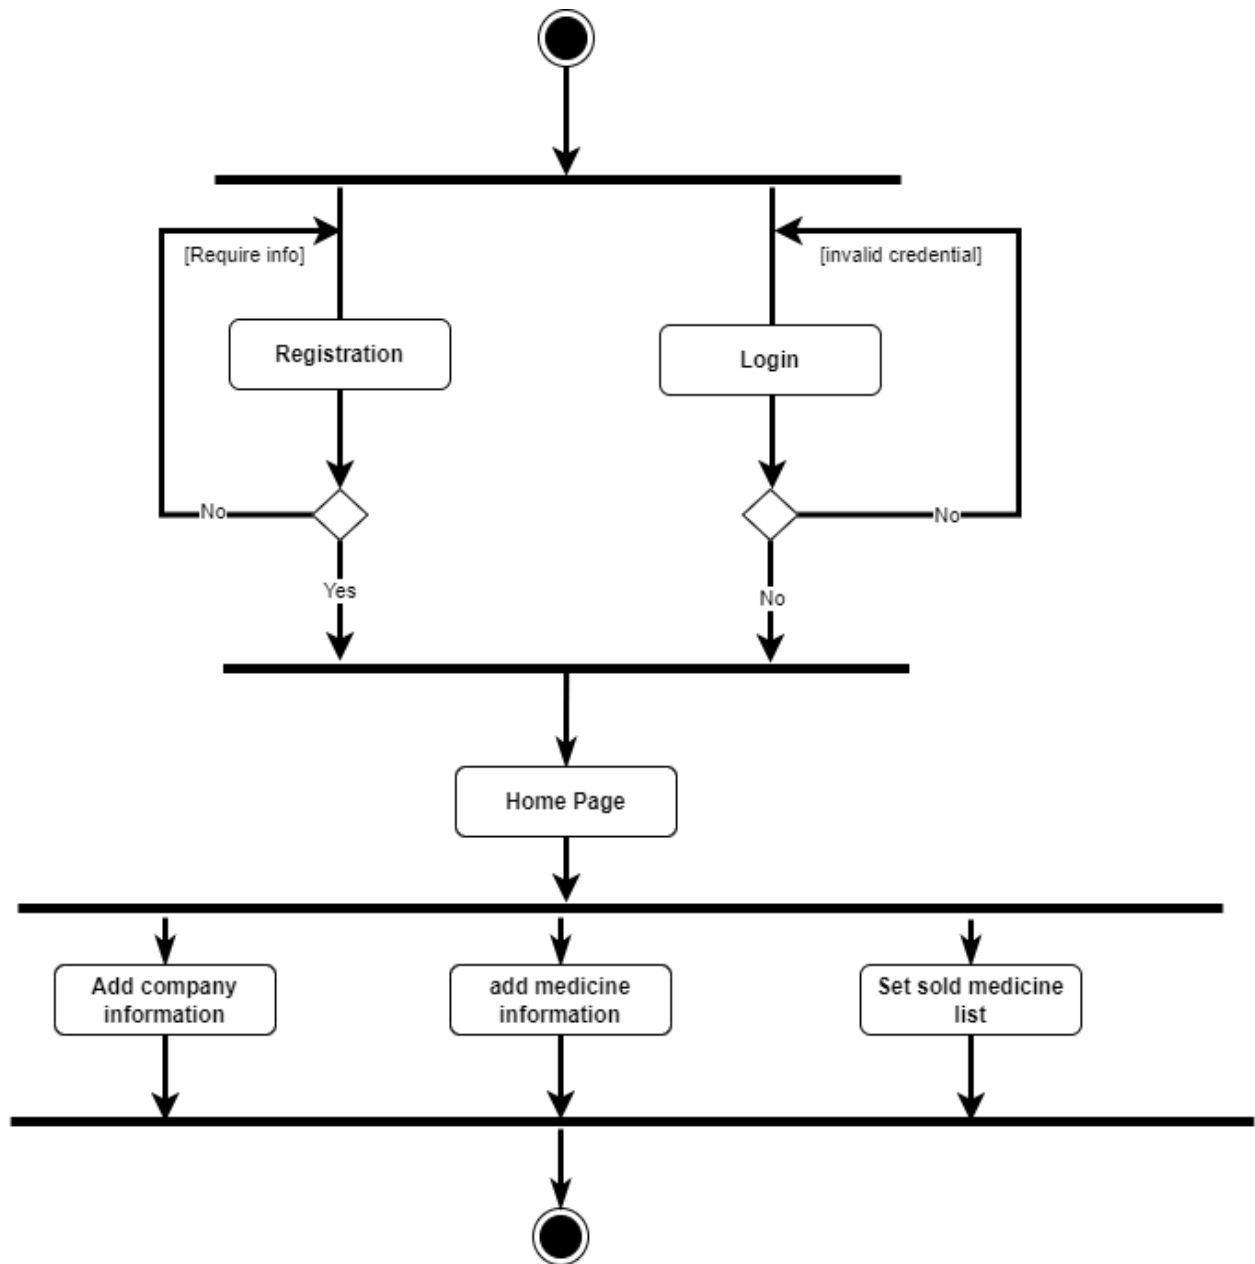 [Require info]
[invalid credential]
Registration
Login
No
No
Yes
No
Home Page
Add company
information
add medicine
information
Set sold medicine
list